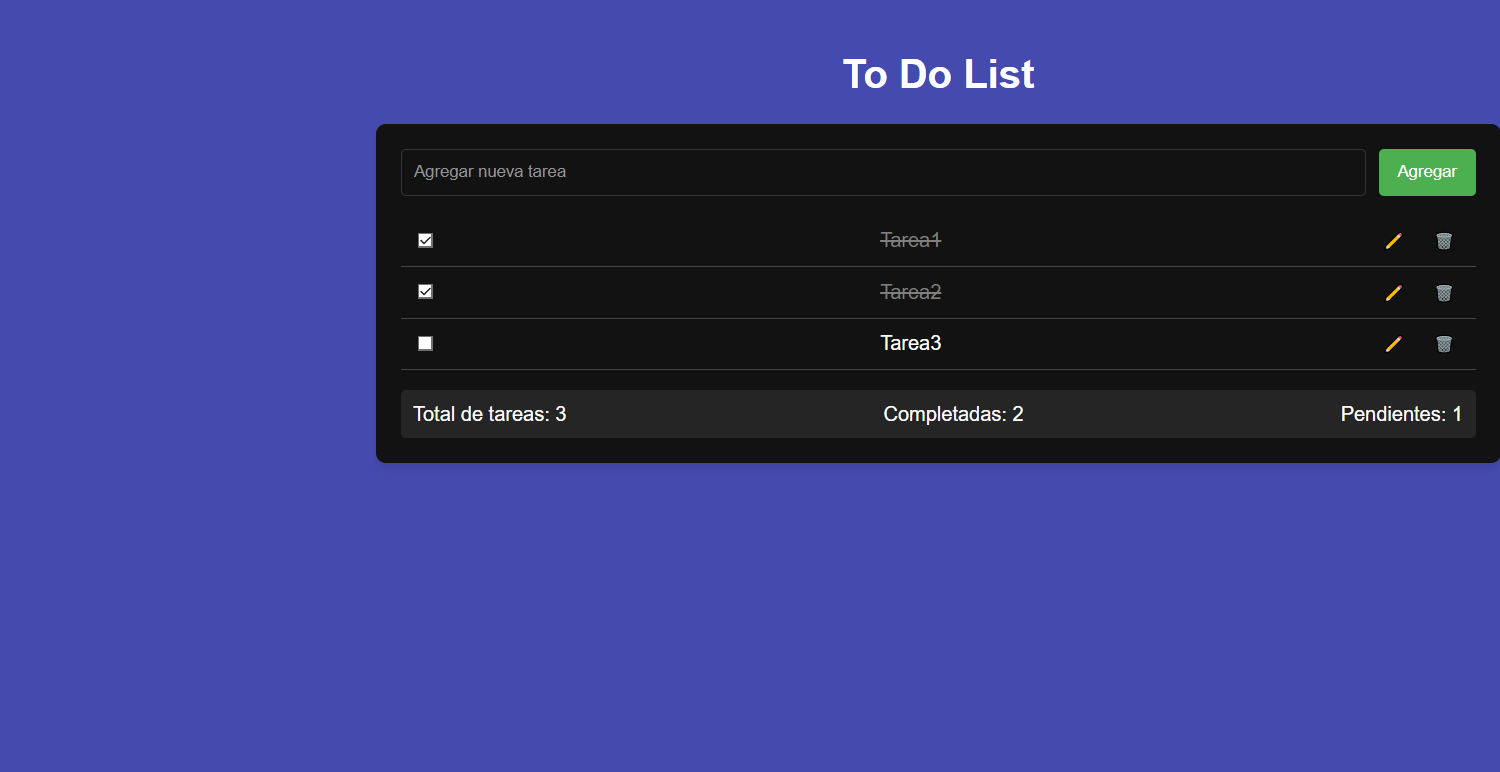 To Do List
Agregar nueva tarea
Agregar
Tarea1
Tarea2
Tarea3
Total de tareas: 3
Completadas: 2
Pendientes: 1